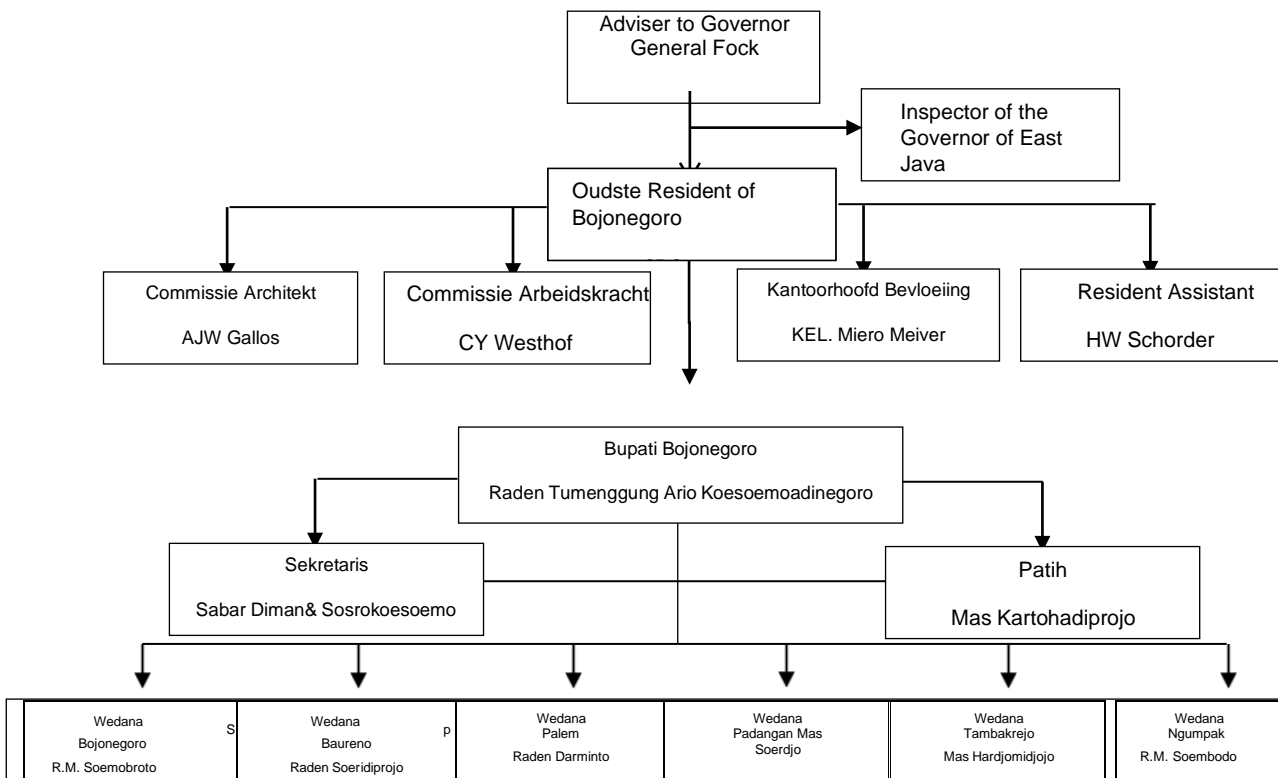 Adviser to Governor
General Fock
Inspector of the
Governor of East
Java
Oudste Resident of
Bojonegoro
Commissie Architekt
AJW Gallos
Commissie Arbeidskracht
CY Westhof
Kantoorhoofd Bevloeiing
KEL. Miero Meiver
Resident Assistant
HW Schorder
Bupati Bojonegoro
Raden Tumenggung Ario Koesoemoadinegoro
Sekretaris
Sabar Diman& Sosrokoesoemo
Patih
Mas Kartohadiprojo
Wedana
S
Bojonegoro
R.M. Soemobroto
Wedana
p
Baureno
Raden Soeridiprojo
Wedana
Palem
Raden Darminto
Wedana
Padangan Mas
Soerdjo
Wedana
Tambakrejo
Mas Hardjomidjojo
Wedana
Ngumpak
R.M. Soembodo